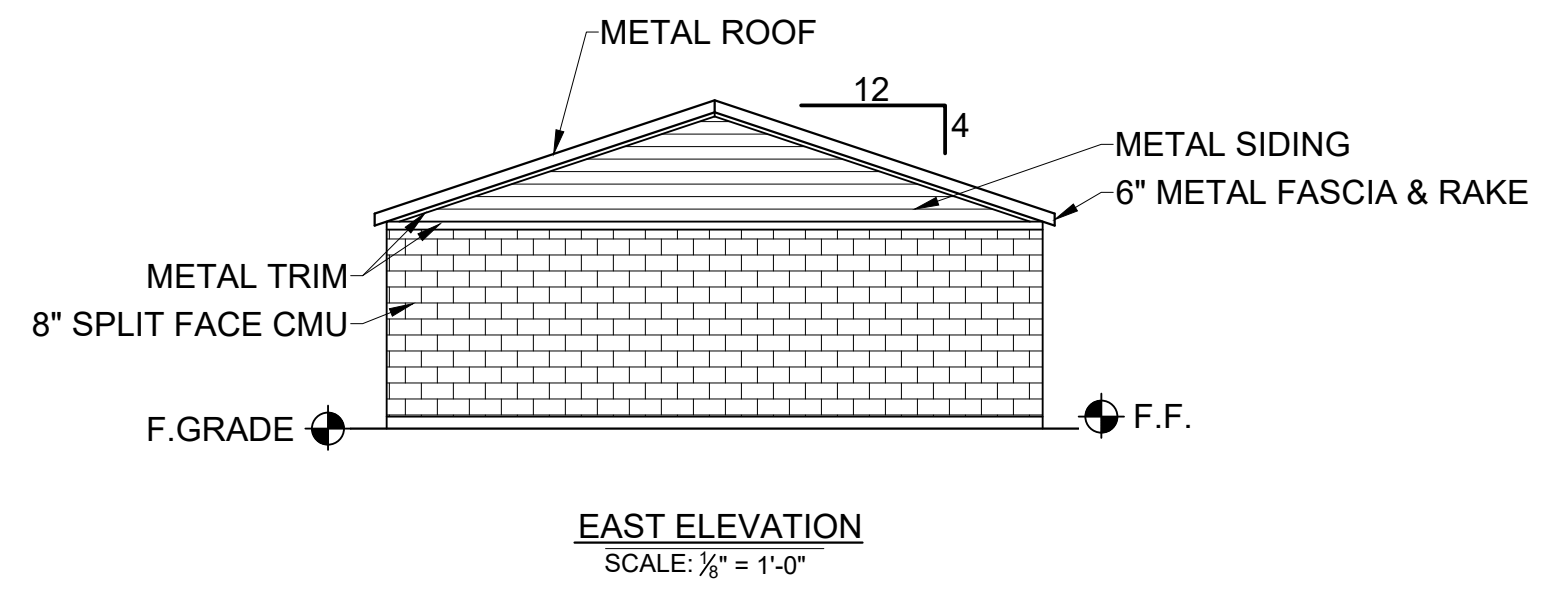 METAL ROOF
12
4
METAL SIDING
6" METAL FASCIA & RAKE
METAL TRIM
8" SPLIT FACE CMU
F.GRADE
F.F.
EAST ELEVATION
SCALE: ⅛" = 1'-0"